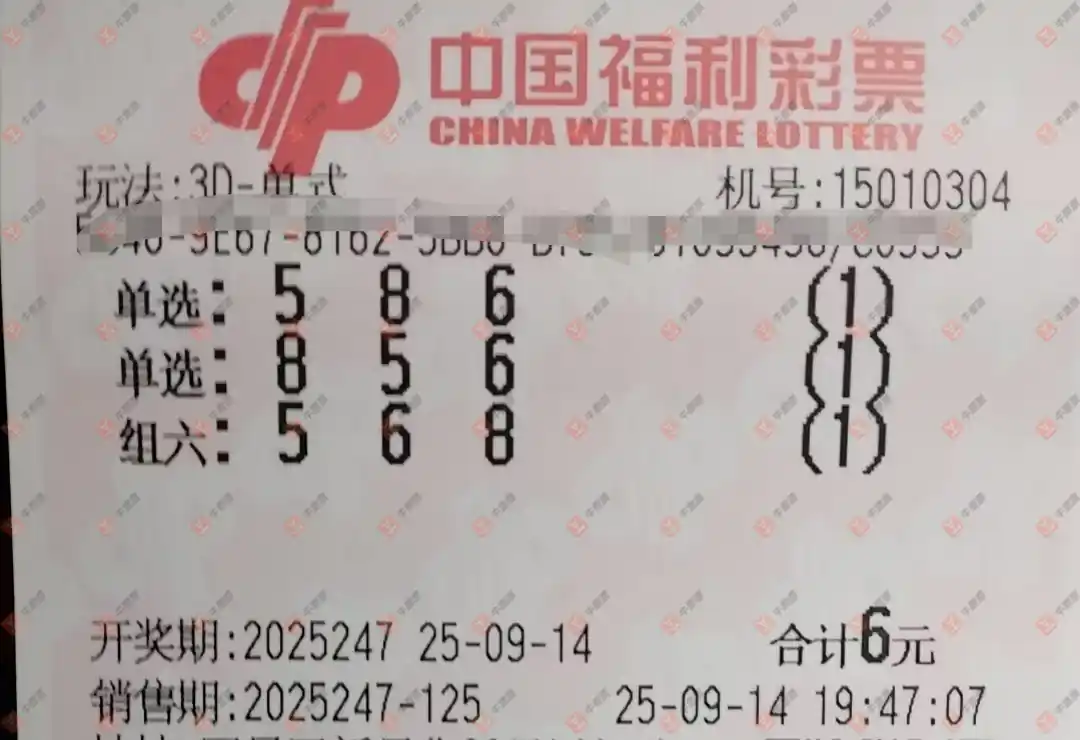 中国福利彩票
CHINA WELFARE LOTTERY
玩法:3D-单式 机号:15010304
单选: 5 8 6 (1)
单选: 8 5 6 (1)
组六: 5 6 8 (1)
开奖期:2025247 25-09-14 合计6元
销售期:2025247-125 25-09-14 19:47:07